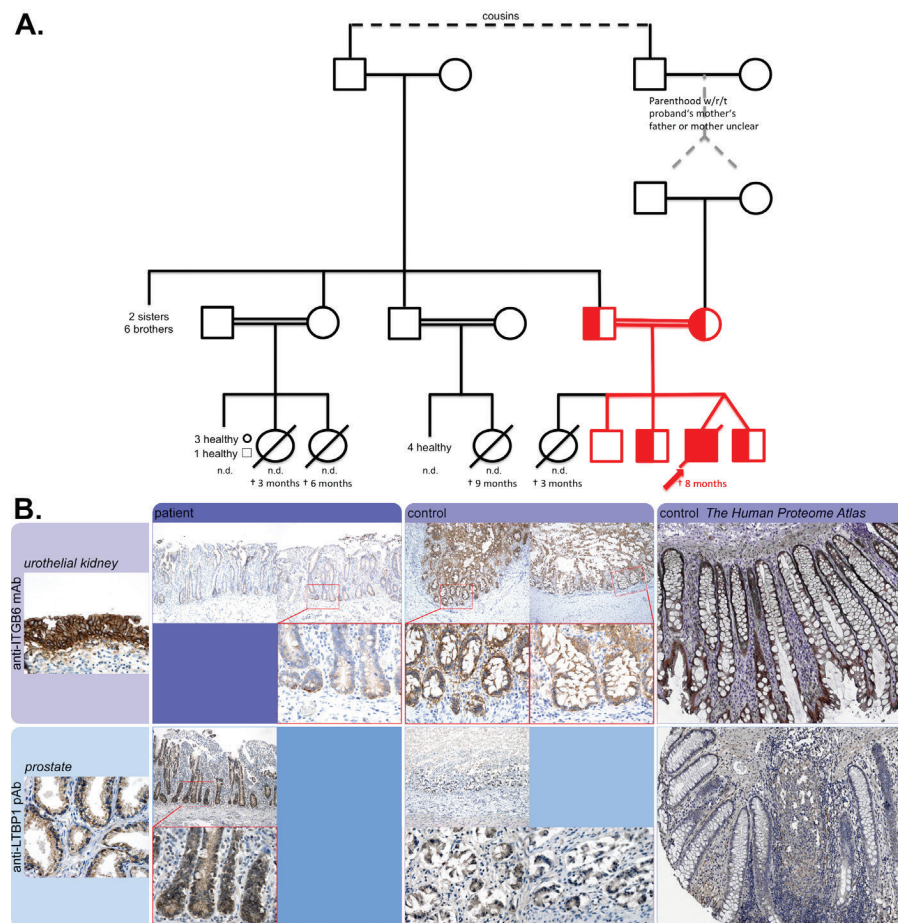 A.
cousins
Parenthood w/r/t
proband's mother's
father or mother unclear
2 sisters
6 brothers
3 healthy
1 healthy
n.d.
n.d.
† 3 months
n.d.
† 6 months
4 healthy
n.d.
n.d.
† 9 months
n.d.
† 3 months
† 8 months
B.
patient
control
control The Human Proteome Atlas
anti-ITGB6 mAb
urothelial kidney
anti-LTBP1 pAb
prostate